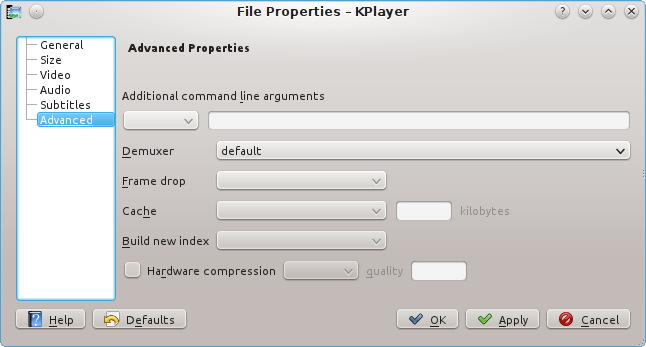 File Properties – KPlayer
General
Size
Video
Audio
Subtitles
Advanced
Advanced Properties
Additional command line arguments
Demuxer default
Frame drop
Cache kilobytes
Build new index
Hardware compression quality
Help Defaults OK Apply Cancel